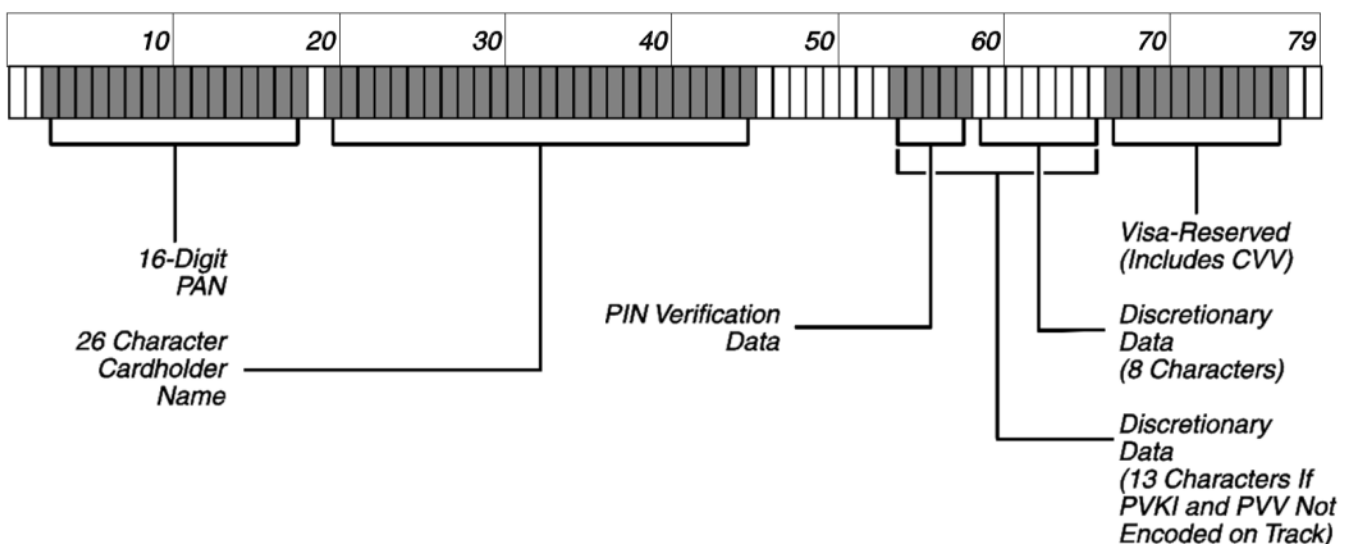 10 20 30 40 50 60 70 79
16-Digit
PAN
26 Character
Cardholder
Name
PIN Verification
Data
Visa-Reserved
(Includes CVV)
Discretionary
Data
(8 Characters)
Discretionary
Data
(13 Characters If
PVKI and PVV Not
Encoded on Track)